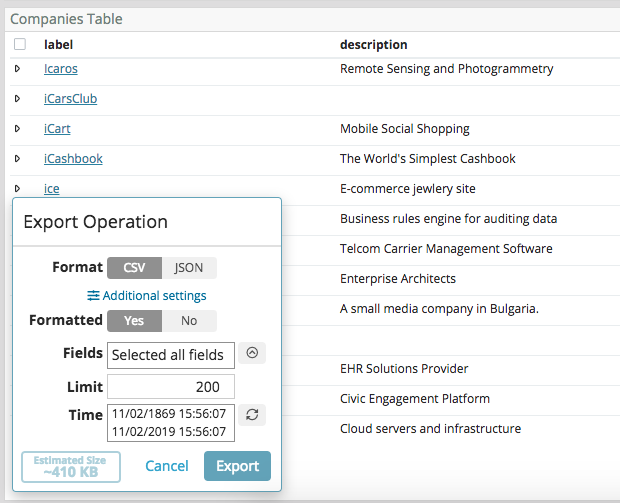 Companies Table
label description
Icaros Remote Sensing and Photogrammetry
iCarsClub
iCart Mobile Social Shopping
iCashbook The World's Simplest Cashbook
ice E-commerce jewlery site
Business rules engine for auditing data
Telcom Carrier Management Software
Enterprise Architects
A small media company in Bulgaria.
EHR Solutions Provider
Civic Engagement Platform
Cloud servers and infrastructure
Export Operation
Format CSV JSON
Additional settings
Formatted Yes No
Fields Selected all fields
Limit 200
Time 11/02/1869 15:56:07
11/02/2019 15:56:07
Estimated Size
~410 KB
Cancel Export